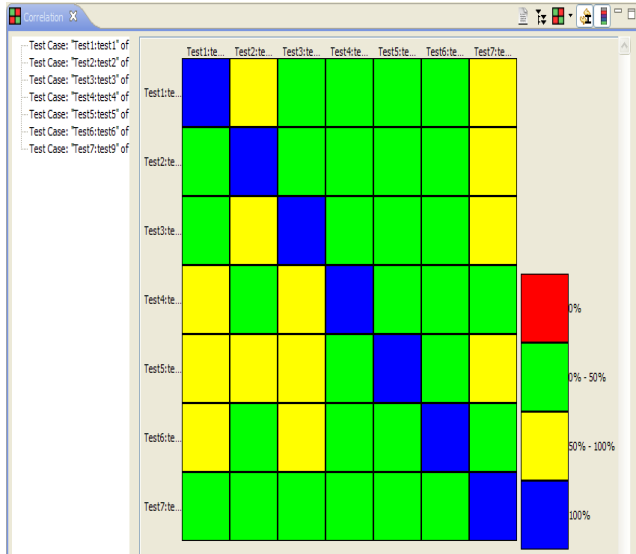 Correlation
Test Case: "Test1:test1" of
Test Case: "Test2:test2" of
Test Case: "Test3:test3" of
Test Case: "Test4:test4" of
Test Case: "Test5:test5" of
Test Case: "Test6:test6" of
Test Case: "Test7:test9" of
Test1:te... Test2:te... Test3:te... Test4:te... Test5:te... Test6:te... Test7:te...
Test1:te...
Test2:te...
Test3:te...
Test4:te...
Test5:te...
Test6:te...
Test7:te...
0%
0% - 50%
50% - 100%
100%